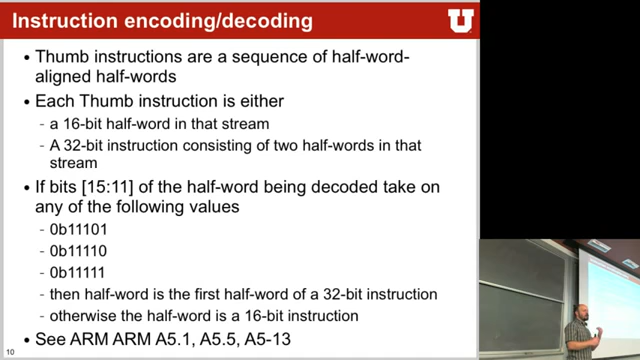 Instruction encoding/decoding
U
• Thumb instructions are a sequence of half-word-
aligned half-words
• Each Thumb instruction is either
- a 16-bit half-word in that stream
- A 32-bit instruction consisting of two half-words in that
stream
• If bits [15:11] of the half-word being decoded take on
any of the following values
- 0b11101
- 0b11110
- 0b11111
- then half-word is the first half-word of a 32-bit instruction
- otherwise the half-word is a 16-bit instruction
• See ARM ARM A5.1, A5.5, A5-13
10